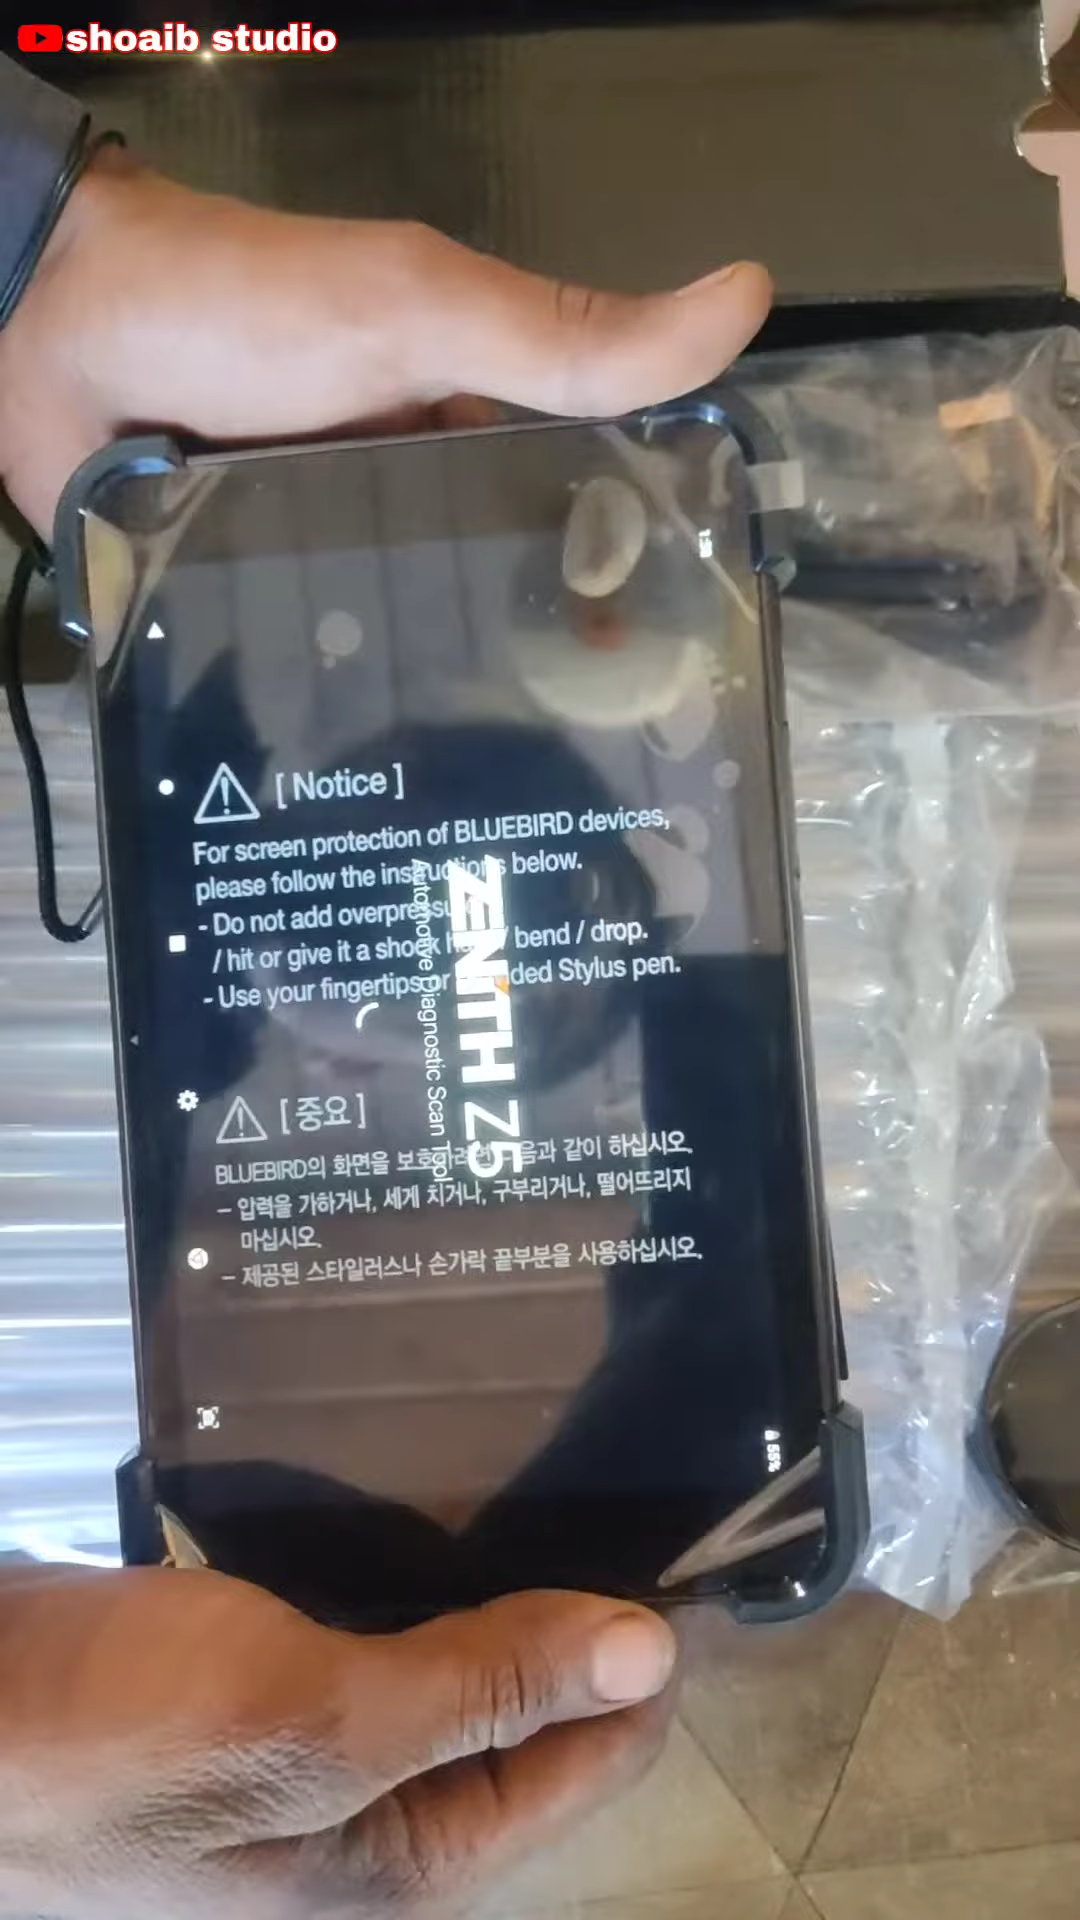 shoaib studio
1:50
[ Notice ]
For screen protection of BLUEBIRD devices,
please follow the instructions below.
- Do not add overpressure
/ hit or give it a shock / bend / drop.
- Use your fingertips or Stylus pen.
ZENITH Z5
Automotive Diagnostic Scan Tool
[ 중요 ]
BLUEBIRD의 화면을 보호하려면 다음과 같이 하십시오.
- 압력을 가하거나, 세게 치거나, 구부리거나, 떨어뜨리지
마십시오.
- 제공된 스타일러스나 손가락 끝부분을 사용하십시오.
55%